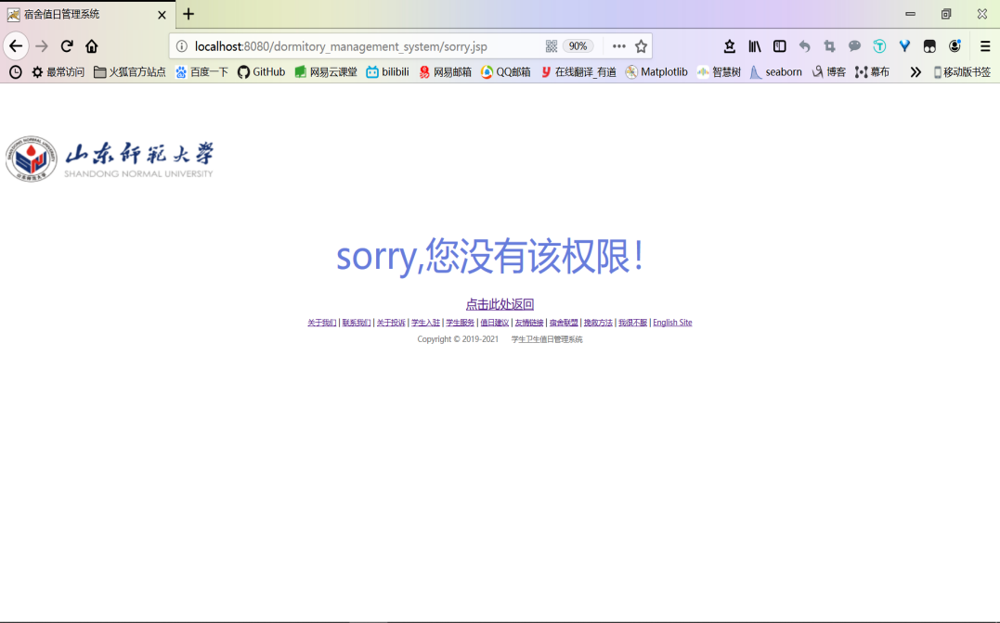 宿舍值日管理系统
localhost:8080/dormitory_management_system/sorry.jsp 90%
最常访问 火狐官方站点 百度一下 GitHub 网易云课堂 bilibili 网易邮箱 QQ邮箱 在线翻译_有道 Matplotlib 智慧树 seaborn 博客 幕布 移动版书签
山东师范大学
SHANDONG NORMAL UNIVERSITY
sorry,您没有该权限!
点击此处返回
关于我们 | 联系我们 | 关于投诉 | 学生入驻 | 学生服务 | 值日建议 | 友情链接 | 宿舍联盟 | 挽救方法 | 我很不服 | English Site
Copyright © 2019-2021 学生卫生值日管理系统